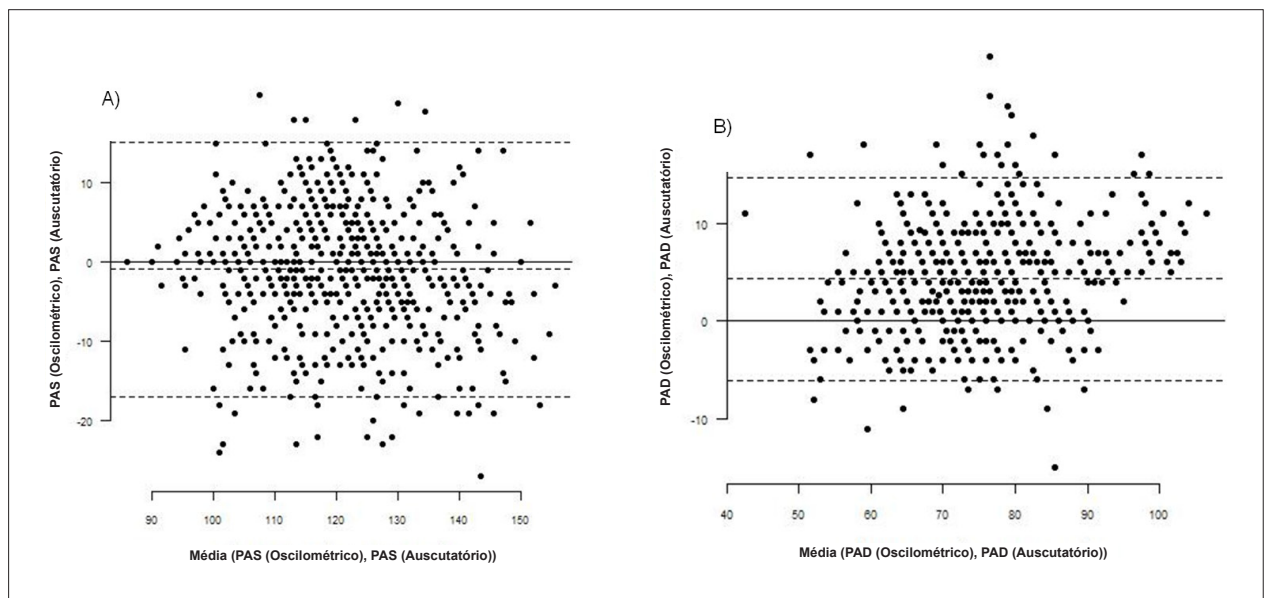 A)
PAS (Oscilométrico), PAS (Auscutatório)
10
0
-10
-20
90 100 110 120 130 140 150
Média (PAS (Oscilométrico), PAS (Auscutatório))
B)
PAD (Oscilométrico), PAD (Auscutatório)
10
0
-10
40 50 60 70 80 90 100
Média (PAD (Oscilométrico), PAD (Auscutatório))